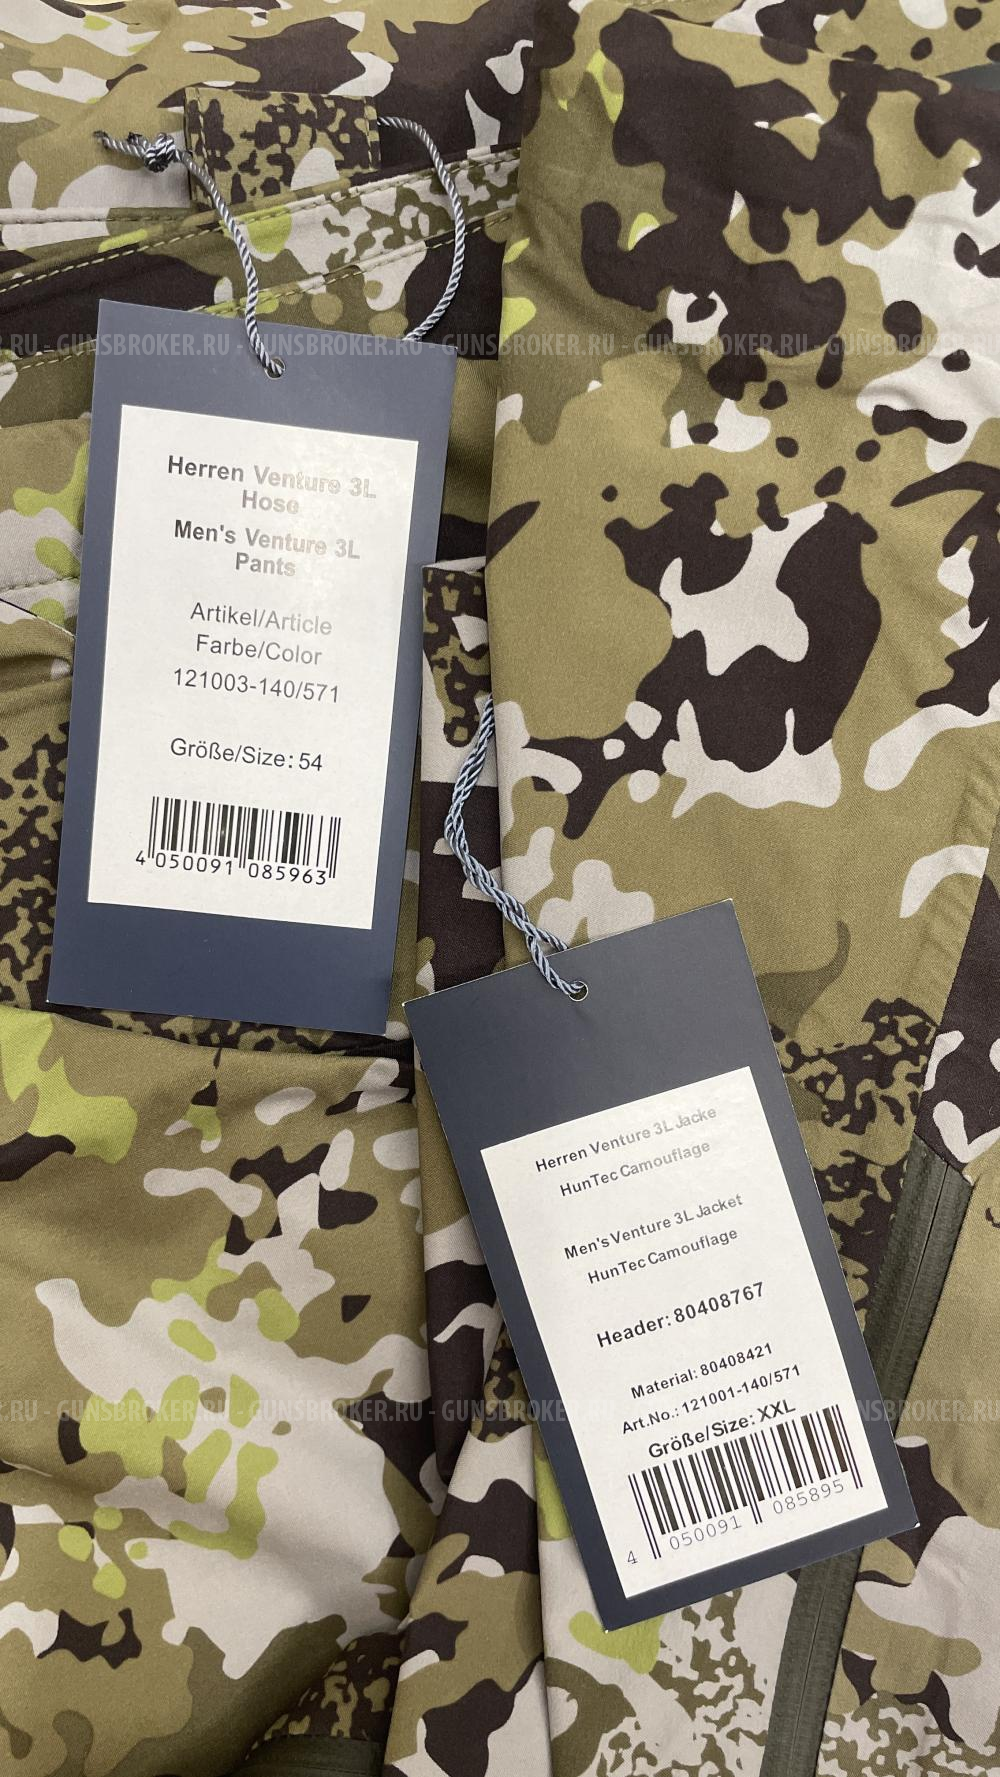 .RU - GUNSBROKER.RU - GUNSBROKER.RU - GUNSBROKER.RU - GUNSBROKER.RU
Herren Venture 3L
Hose
Men's Venture 3L
Pants
Artikel/Article
Farbe/Color
121003-140/571
Größe/Size: 54
4 050091 085963
Herren Venture 3L Jacke
HunTec Camouflage
Men's Venture 3L Jacket
HunTec Camouflage
Header: 80408767
Material: 80408421
Art.No.: 121001-140/571
Größe/Size: XXL
4 050091 085895
.RU - GUNSBROKER.RU - GUNSBROKER.RU - GUNSBROKER.RU - GUNSBROKER.RU